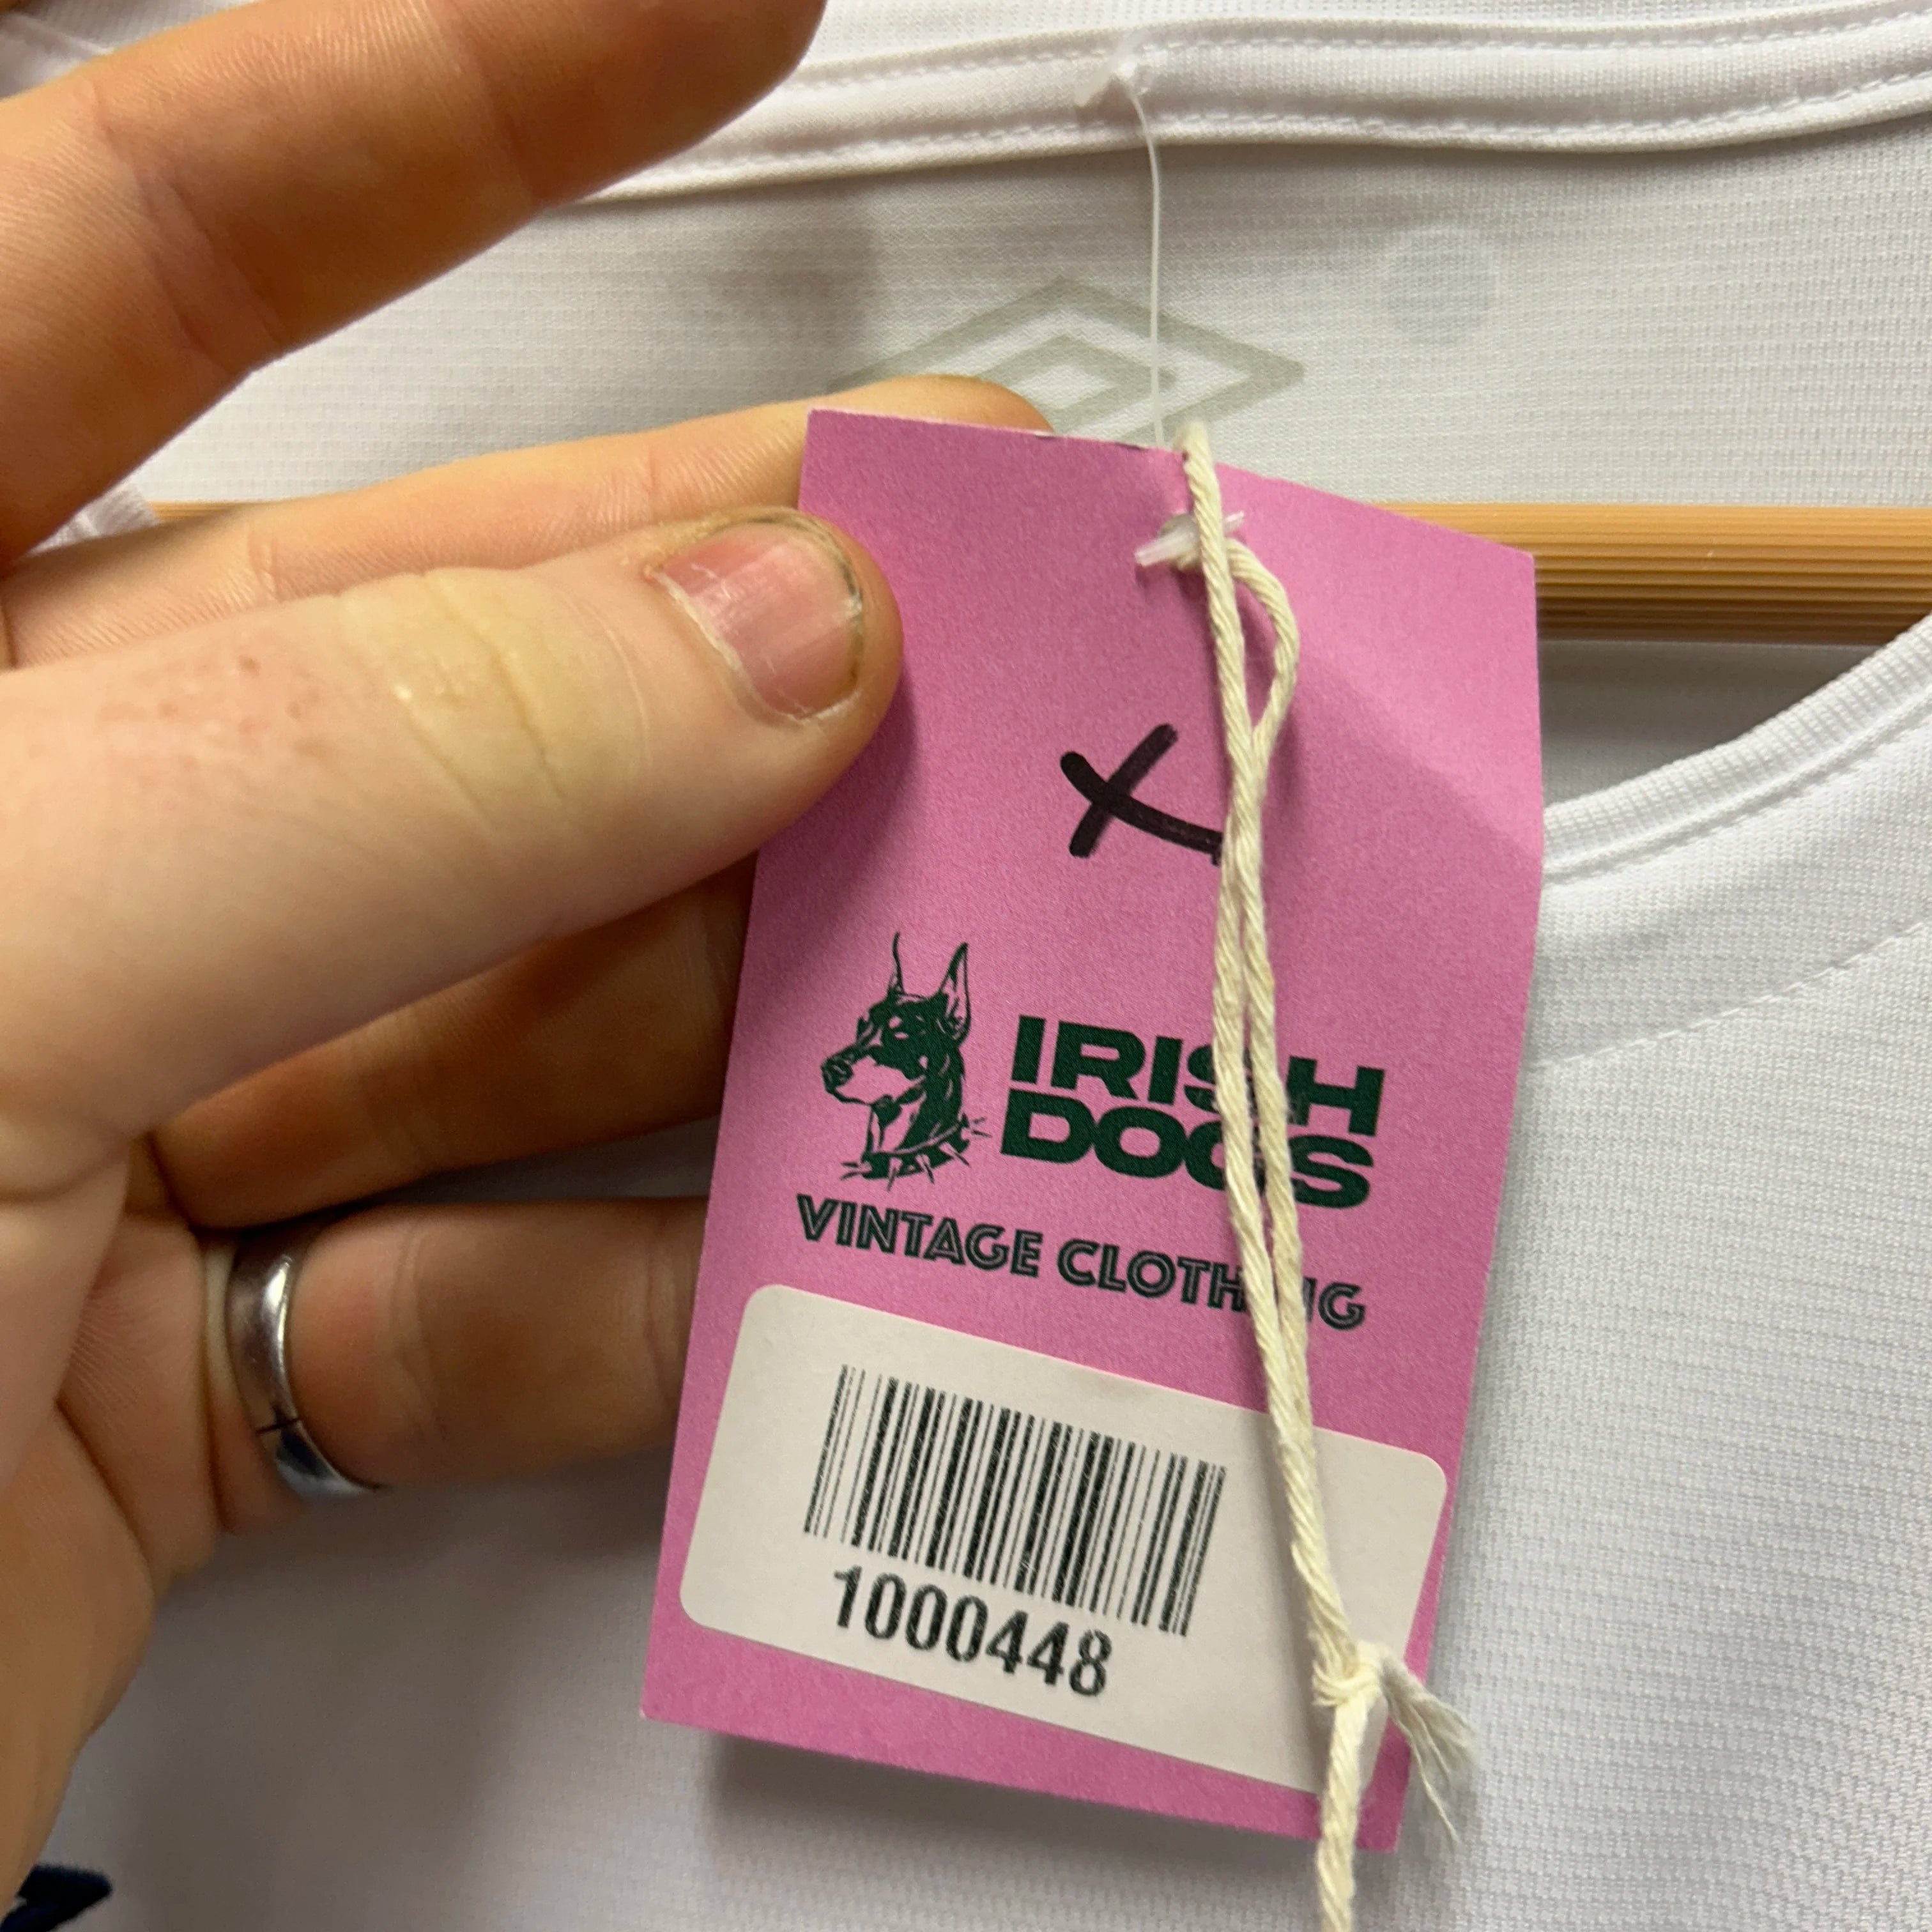 X
IRISH
DOGS
VINTAGE CLOTHING
1000448